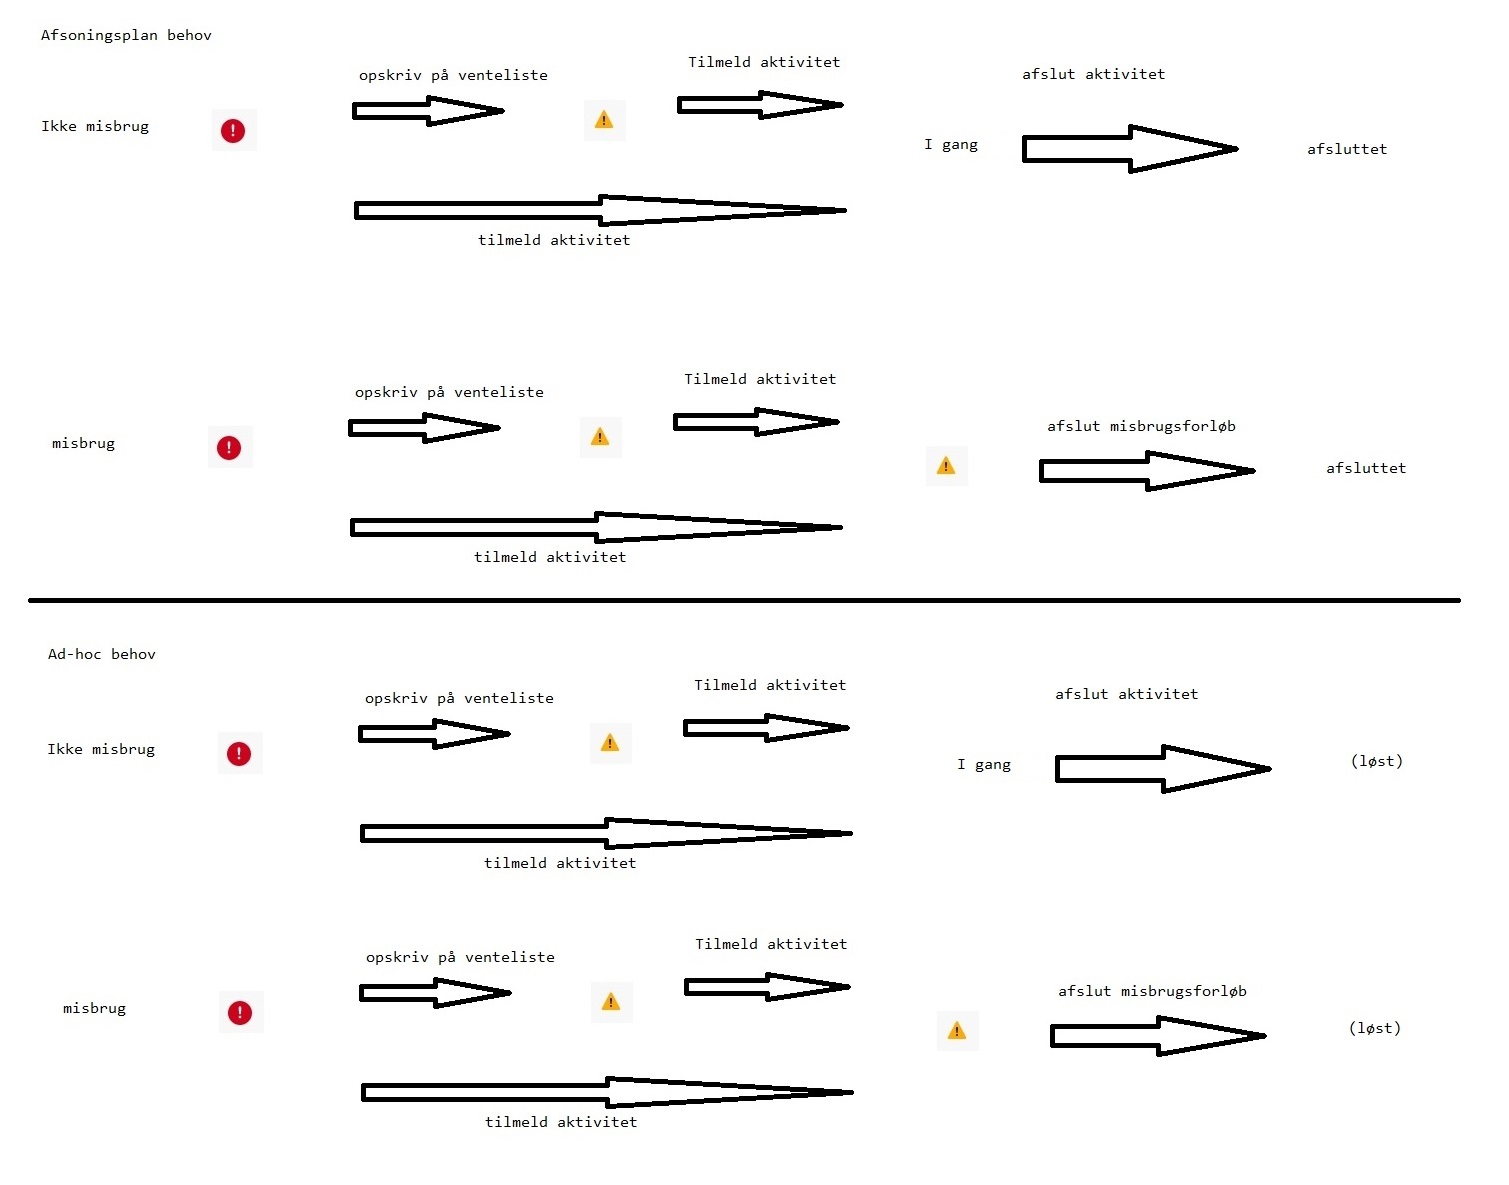 Afsoningsplan behov
opskriv på venteliste
Tilmeld aktivitet
afslut aktivitet
Ikke misbrug
!
!
I gang
afsluttet
tilmeld aktivitet
opskriv på venteliste
Tilmeld aktivitet
misbrug
!
!
!
afslut misbrugsforløb
afsluttet
tilmeld aktivitet
Ad-hoc behov
opskriv på venteliste
Tilmeld aktivitet
afslut aktivitet
Ikke misbrug
!
!
I gang
(løst)
tilmeld aktivitet
opskriv på venteliste
Tilmeld aktivitet
misbrug
!
!
!
afslut misbrugsforløb
(løst)
tilmeld aktivitet